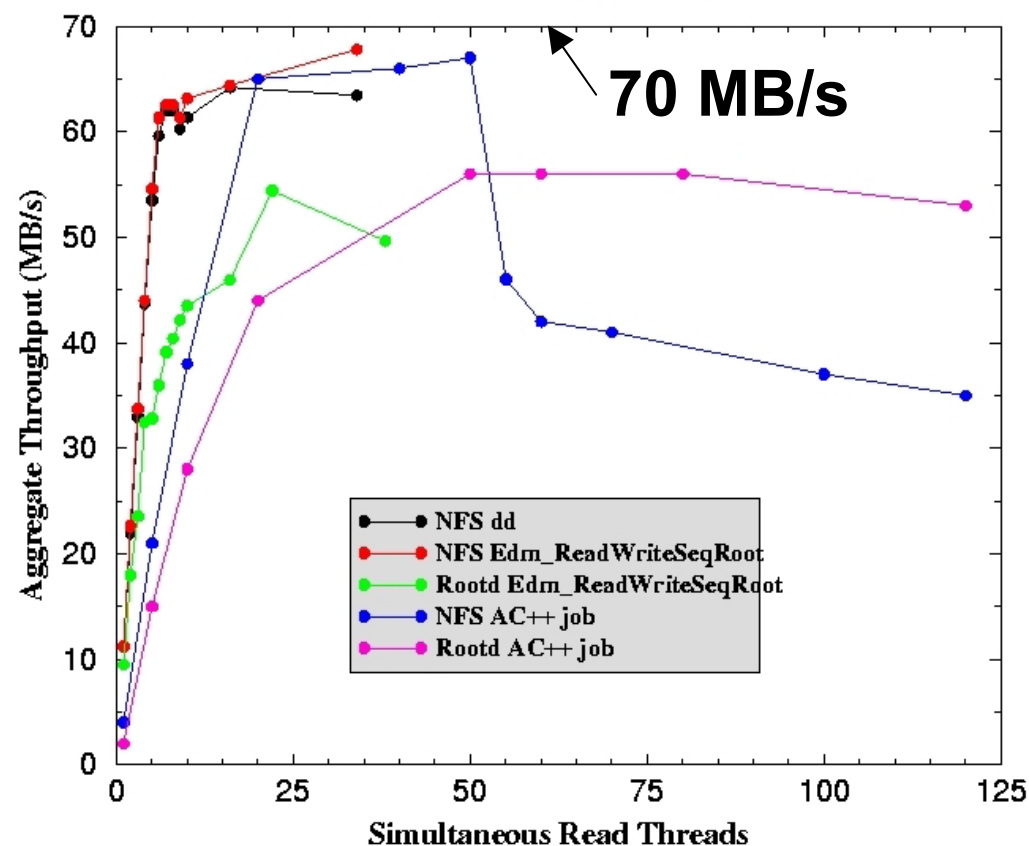 70
60
50
40
30
20
10
0
Aggregate Throughput (MB/s)
70 MB/s
NFS dd
NFS Edm_ReadWriteSeqRoot
Rootd Edm_ReadWriteSeqRoot
NFS AC++ job
Rootd AC++ job
0 25 50 75 100 125
Simultaneous Read Threads